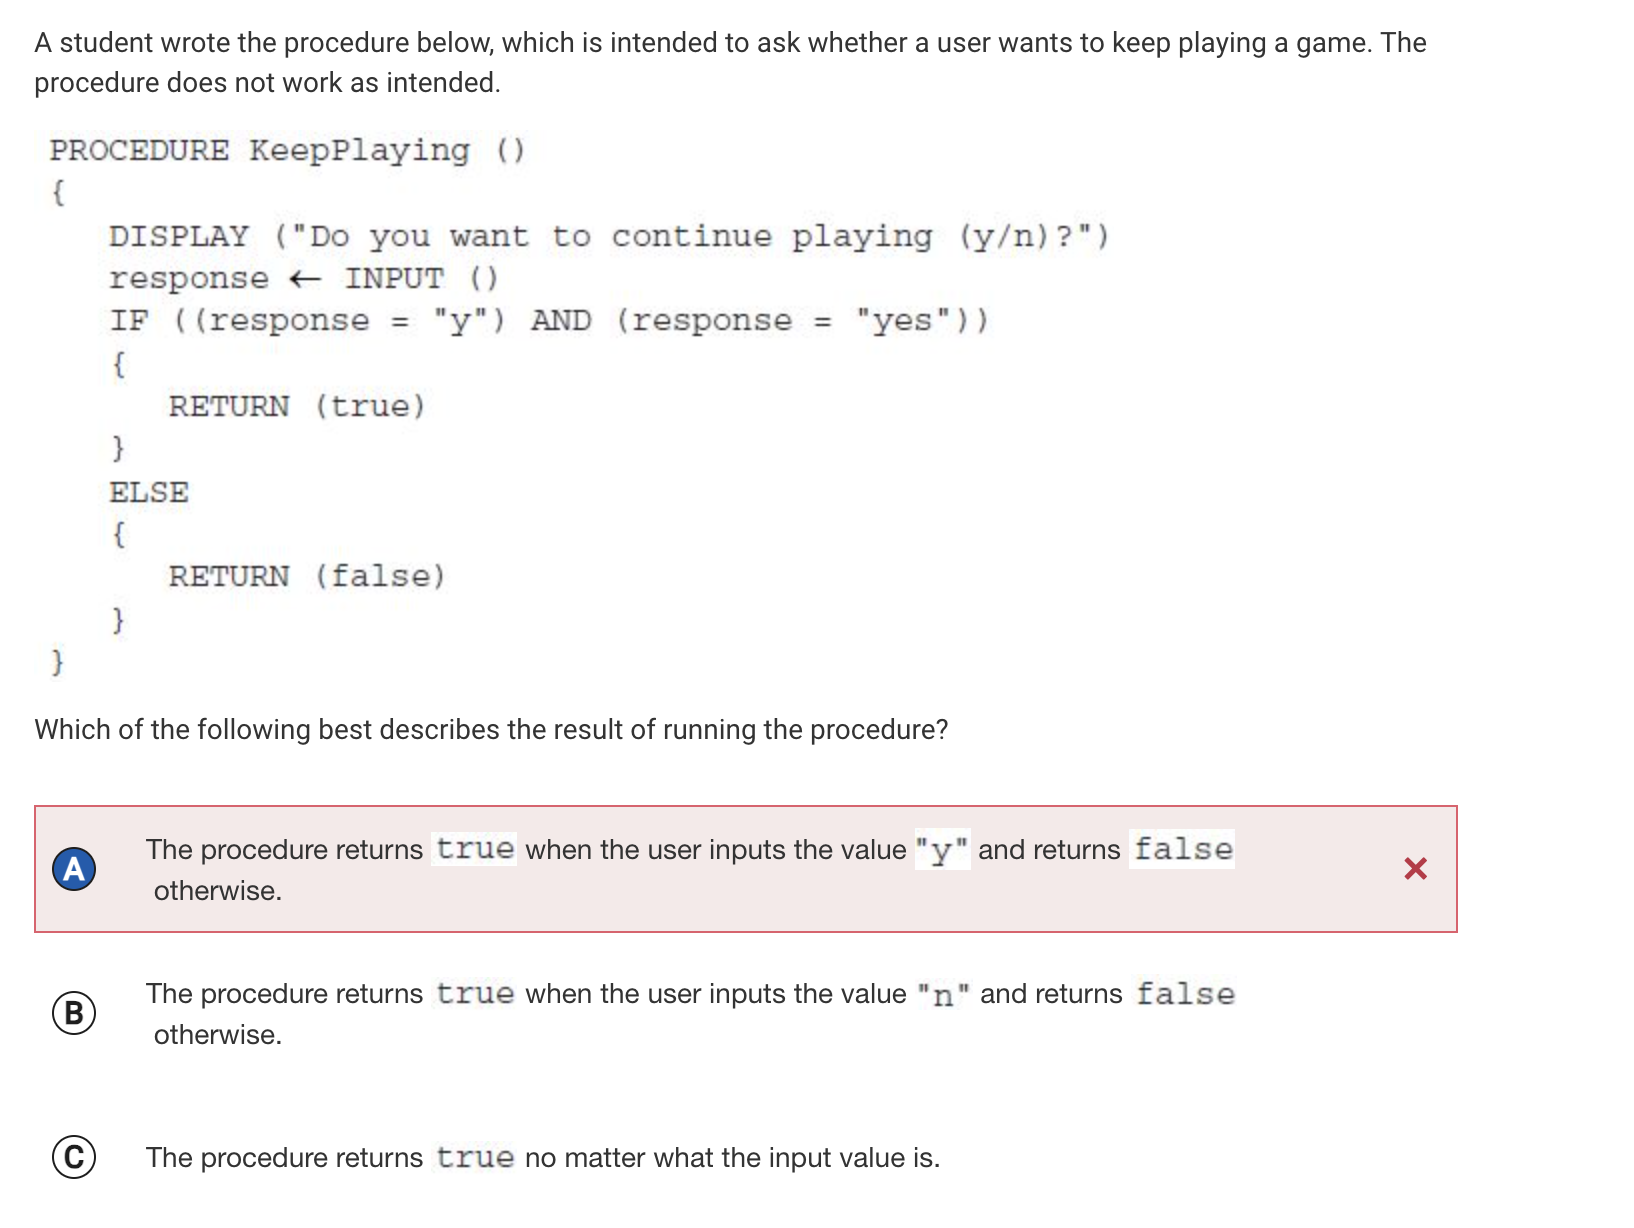 A student wrote the procedure below, which is intended to ask whether a user wants to keep playing a game. The
procedure does not work as intended.
PROCEDURE KeepPlaying ()
{
DISPLAY ("Do you want to continue playing (y/n)?")
response ← INPUT ()
IF ((response = "y") AND (response = "yes"))
{
RETURN (true)
}
ELSE
{
RETURN (false)
}
}
Which of the following best describes the result of running the procedure?
A The procedure returns true when the user inputs the value "y" and returns false
otherwise.
B The procedure returns true when the user inputs the value "n" and returns false
otherwise.
C The procedure returns true no matter what the input value is.